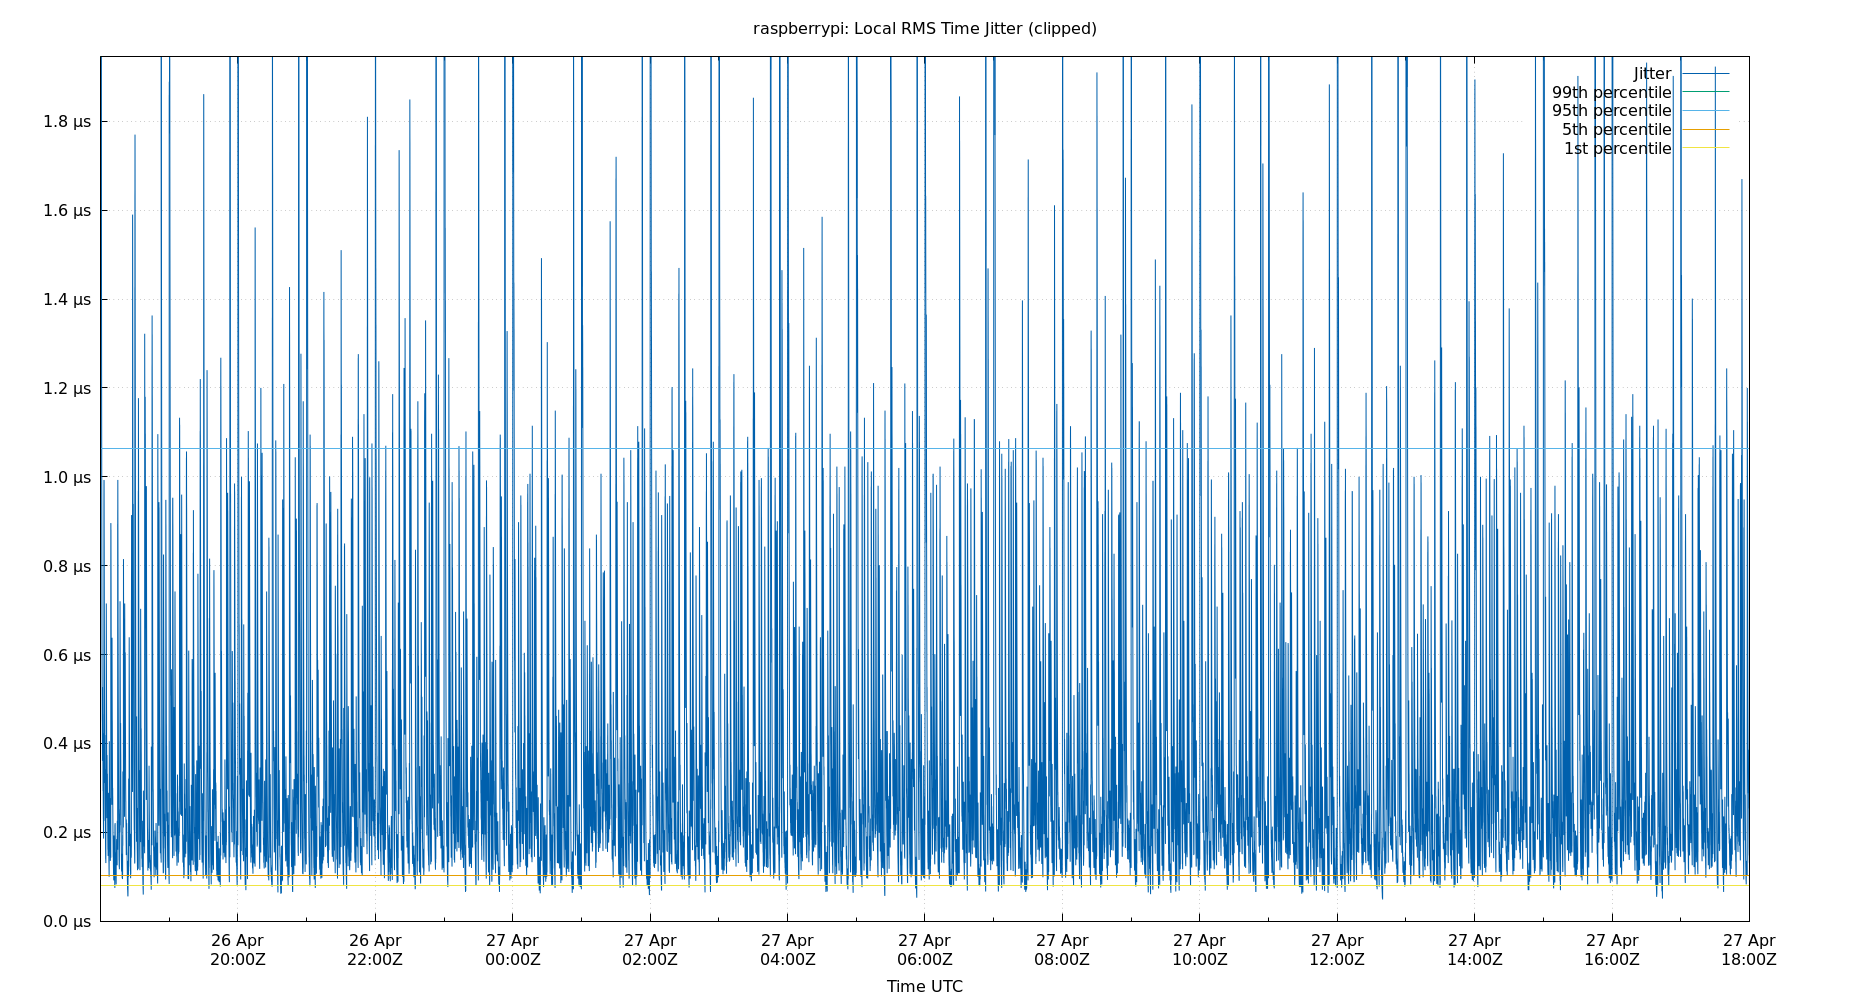 raspberrypi: Local RMS Time Jitter (clipped)
Jitter
99th percentile
95th percentile
5th percentile
1st percentile
1.8 µs
1.6 µs
1.4 µs
1.2 µs
1.0 µs
0.8 µs
0.6 µs
0.4 µs
0.2 µs
0.0 µs
26 Apr 26 Apr 27 Apr 27 Apr 27 Apr 27 Apr 27 Apr 27 Apr 27 Apr 27 Apr 27 Apr 27 Apr
20:00Z 22:00Z 00:00Z 02:00Z 04:00Z 06:00Z 08:00Z 10:00Z 12:00Z 14:00Z 16:00Z 18:00Z
Time UTC